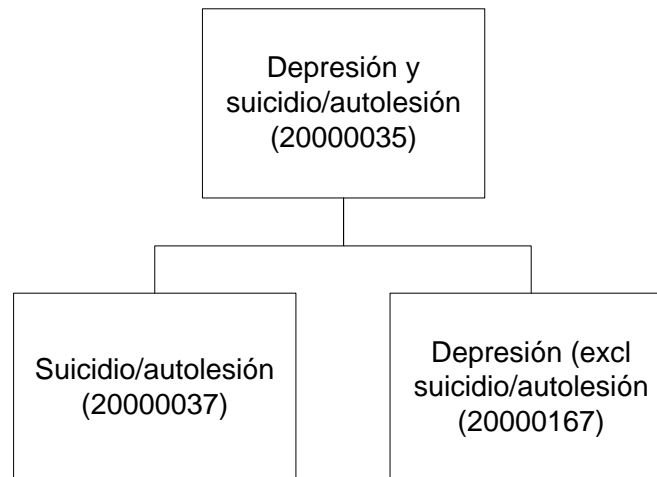 Depresión y
suicidio/autolesión
(20000035)
Suicidio/autolesión
(20000037)
Depresión (excl
suicidio/autolesión
(20000167)